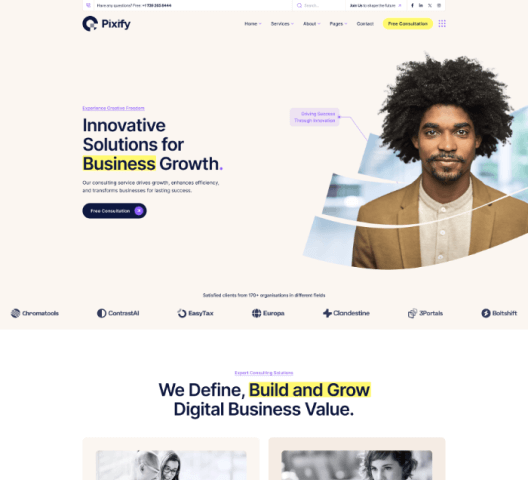 Have any questions? Free: +1 730 263 8444
Search...
Join Us to shape the future
Pixify
Home
Services
About
Pages
Contact
Free Consultation
Experience Creative Freedom
Innovative
Solutions for
Business Growth.
Our consulting service drives growth, enhances efficiency,
and transforms businesses for lasting success.
Free Consultation
Driving Success
Through Innovation
Satisfied clients from 170+ organisations in different fields
Chromatools
ContrastAI
EasyTax
Europa
Clandestine
3Portals
Boltshift
Expert Consulting Solutions
We Define, Build and Grow
Digital Business Value.